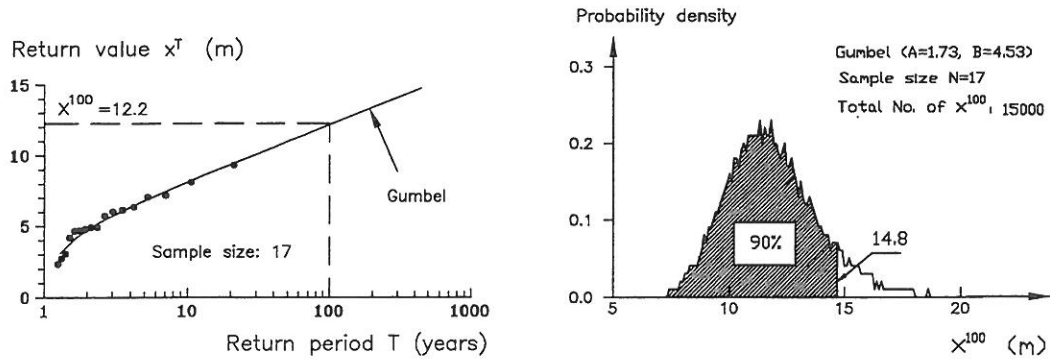 Return value x^T (m)
15
X^100 =12.2
10
5
0
Gumbel
Sample size: 17
1
10
100
1000
Return period T (years)
Probability density
0.3
0.2
0.1
0.0
Gumbel (A=1.73, B=4.53)
Sample size N=17
Total No. of X^100 : 15000
90%
14.8
5
10
15
20
X^100 (m)